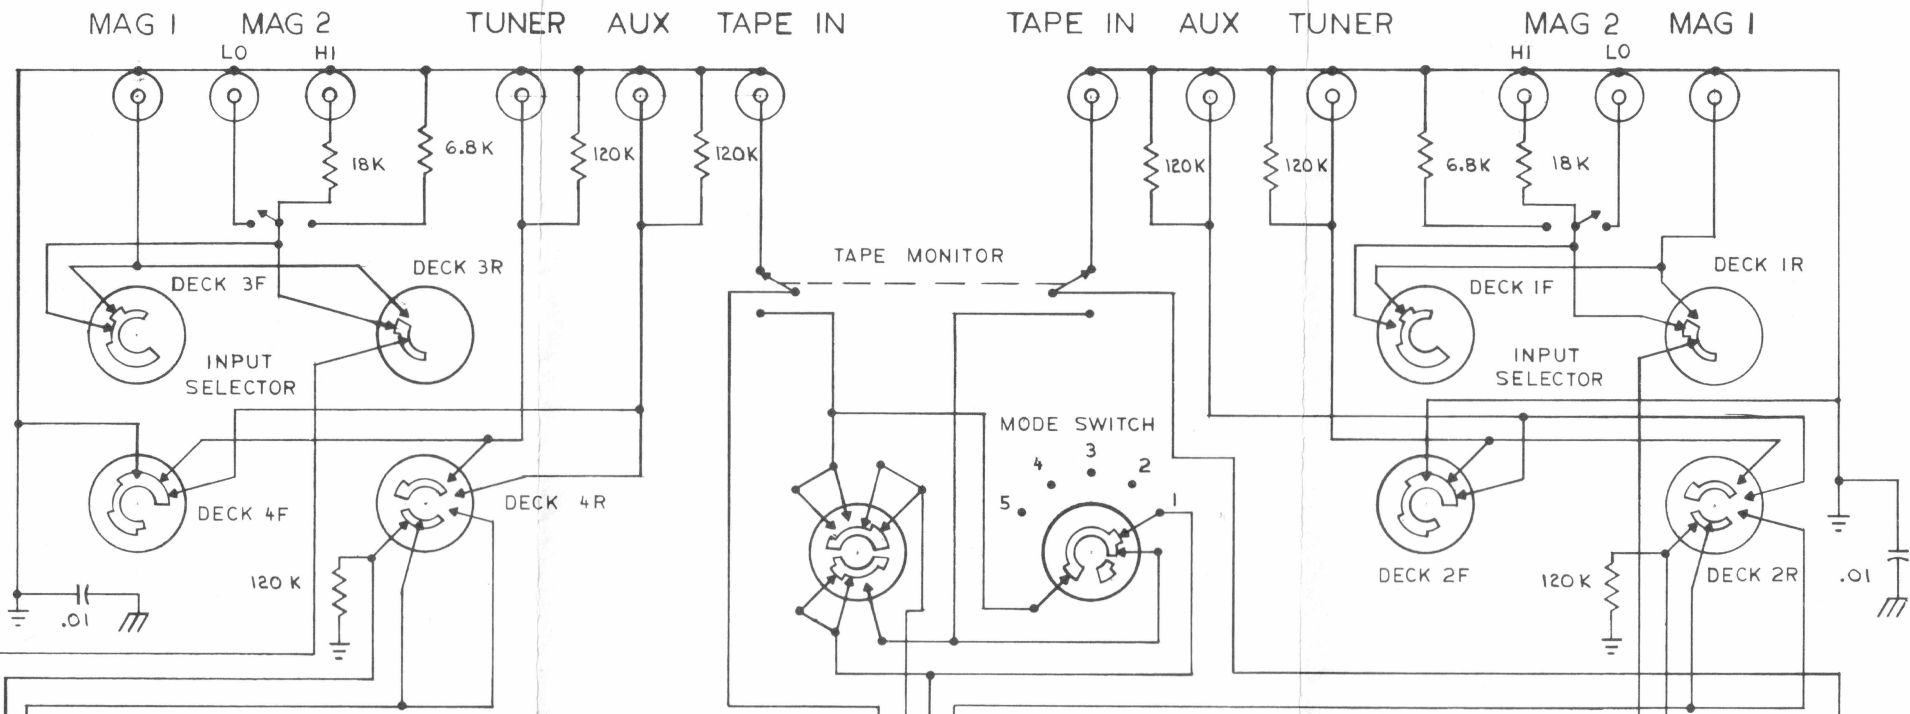 MAG 1 MAG 2 TUNER AUX TAPE IN TAPE IN AUX TUNER MAG 2 MAG 1
LO HI HI LO
18K 6.8K 120K 120K 120K 120K 6.8K 18K
TAPE MONITOR
DECK 3F DECK 3R DECK 1F DECK 1R
INPUT
SELECTOR
INPUT
SELECTOR
MODE SWITCH
5 4 3 2 1
DECK 4F DECK 4R DECK 2F DECK 2R
120 K 120 K
.01 .01